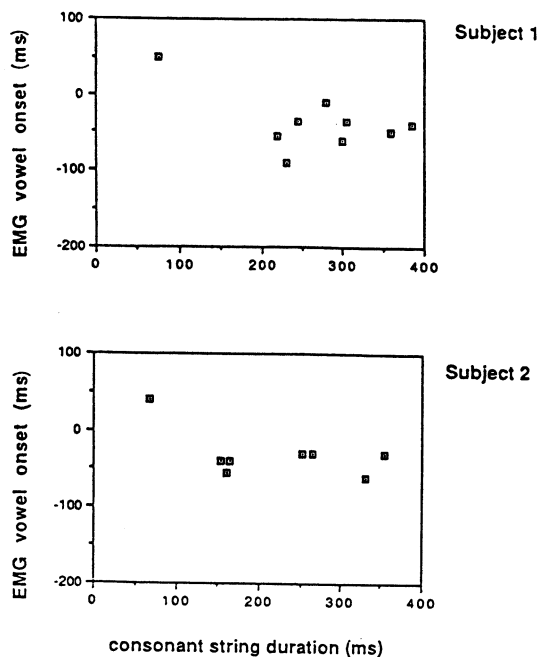 Subject 1
EMG vowel onset (ms)
100
0
-100
-200
0 100 200 300 400
Subject 2
EMG vowel onset (ms)
100
0
-100
-200
0 100 200 300 400
consonant string duration (ms)